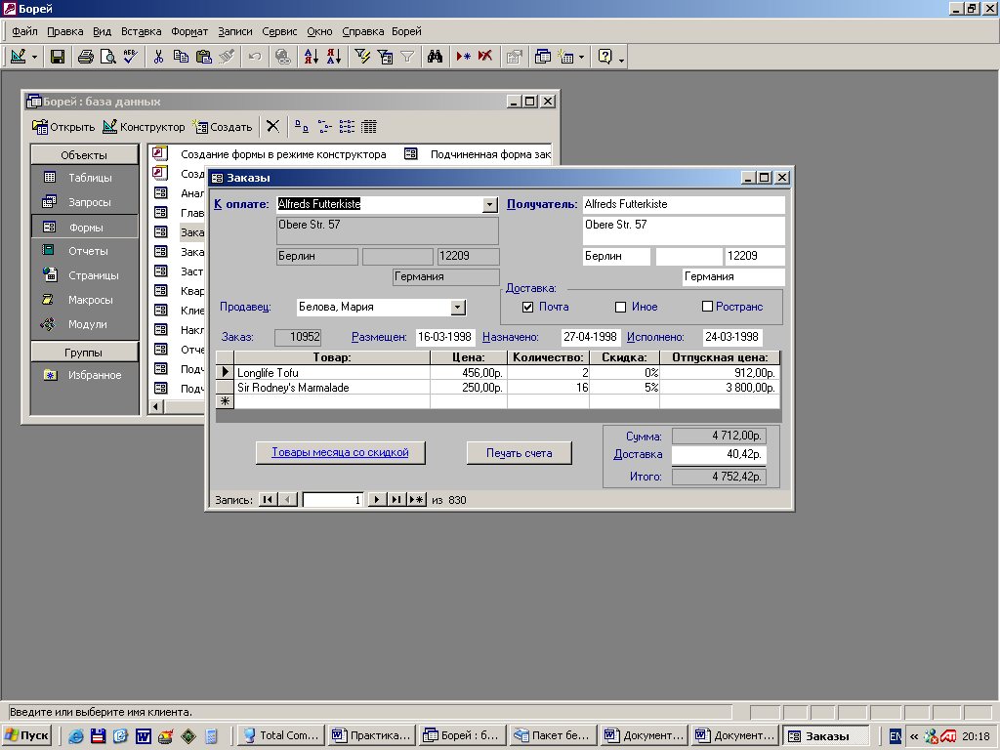 Борей
Файл Правка Вид Вставка Формат Записи Сервис Окно Справка Борей
Борей : база данных
Открыть Конструктор Создать
Объекты
Таблицы
Запросы
Формы
Отчеты
Страницы
Макросы
Модули
Группы
Избранное
Создание формы в режиме конструктора Подчиненная форма зак
Созд
Анал
Глав
Зака
Зака
Заст
Квар
Клие
Накл
Отче
Подч
Подч
Заказы
К оплате: Alfreds Futterkiste Получатель: Alfreds Futterkiste
Obere Str. 57 Obere Str. 57
Берлин 12209 Берлин 12209
Германия Германия
Доставка:
Продавец: Белова, Мария Почта Иное Ространс
Заказ: 10952 Размещен: 16-03-1998 Назначено: 27-04-1998 Исполнено: 24-03-1998
Товар: Цена: Количество: Скидка: Отпускная цена:
Longlife Tofu 456,00р. 2 0% 912,00р.
Sir Rodney's Marmalade 250,00р. 16 5% 3 800,00р.
Сумма: 4 712,00р.
Товары месяца со скидкой Печать счета Доставка 40,42р.
Итого: 4 752,42р.
Запись: 1 из 830
Введите или выберите имя клиента.
Пуск Total Com... Практика... Борей : б... Пакет бе... Документ... Документ... Заказы EN « 20:18